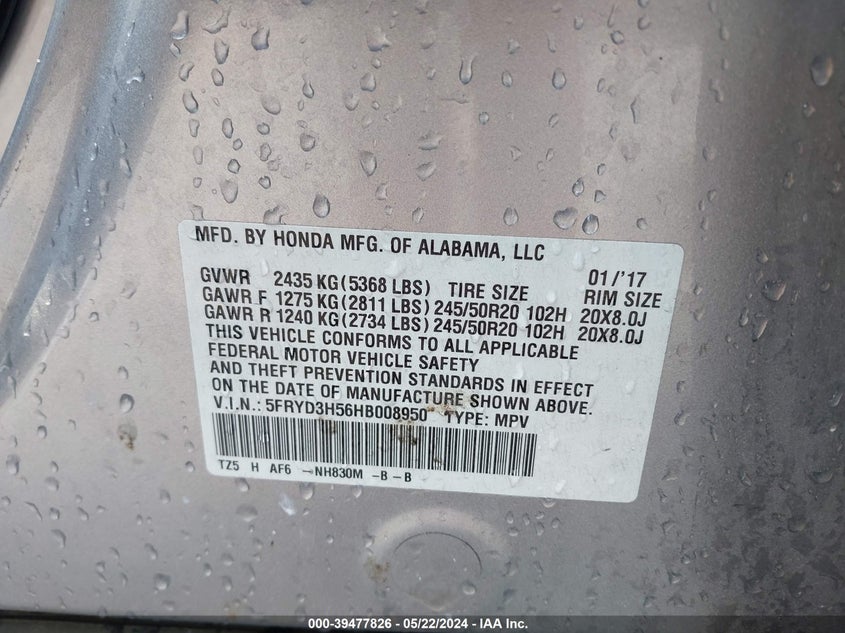 MFD. BY HONDA MFG. OF ALABAMA, LLC
01/'17
GVWR 2435 KG (5368 LBS) TIRE SIZE RIM SIZE
GAWR F 1275 KG (2811 LBS) 245/50R20 102H 20X8.0J
GAWR R 1240 KG (2734 LBS) 245/50R20 102H 20X8.0J
THIS VEHICLE CONFORMS TO ALL APPLICABLE
FEDERAL MOTOR VEHICLE SAFETY
AND THEFT PREVENTION STANDARDS IN EFFECT
ON THE DATE OF MANUFACTURE SHOWN ABOVE.
V.I.N.: 5FRYD3H56HB008950 TYPE: MPV
TZ5 H AF6 -NH830M -B -B
000-39477826 - 05/22/2024 - IAA Inc.